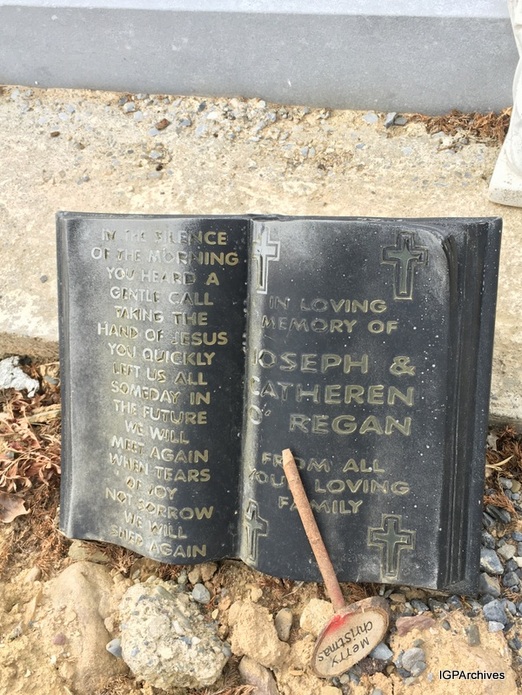 IN THE SILENCE
OF THE MORNING
YOU HEARD A
GENTLE CALL
TAKING THE
HAND OF JESUS
YOU QUICKLY
LEFT US ALL
SOMEDAY IN
THE FUTURE
WE WILL
MEET AGAIN
WHEN TEARS
OF JOY
NOT SORROW
WE WILL
SHED AGAIN
IN LOVING
MEMORY OF
JOSEPH &
CATHEREN
O' REGAN
FROM ALL
YOUR LOVING
FAMILY
Merry
Christmas
IGPArchives